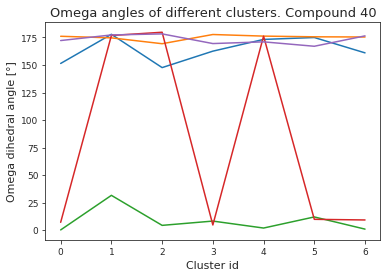 Omega angles of different clusters. Compound 40
Omega dihedral angle [°]
175
150
125
100
75
50
25
0
0 1 2 3 4 5 6
Cluster id